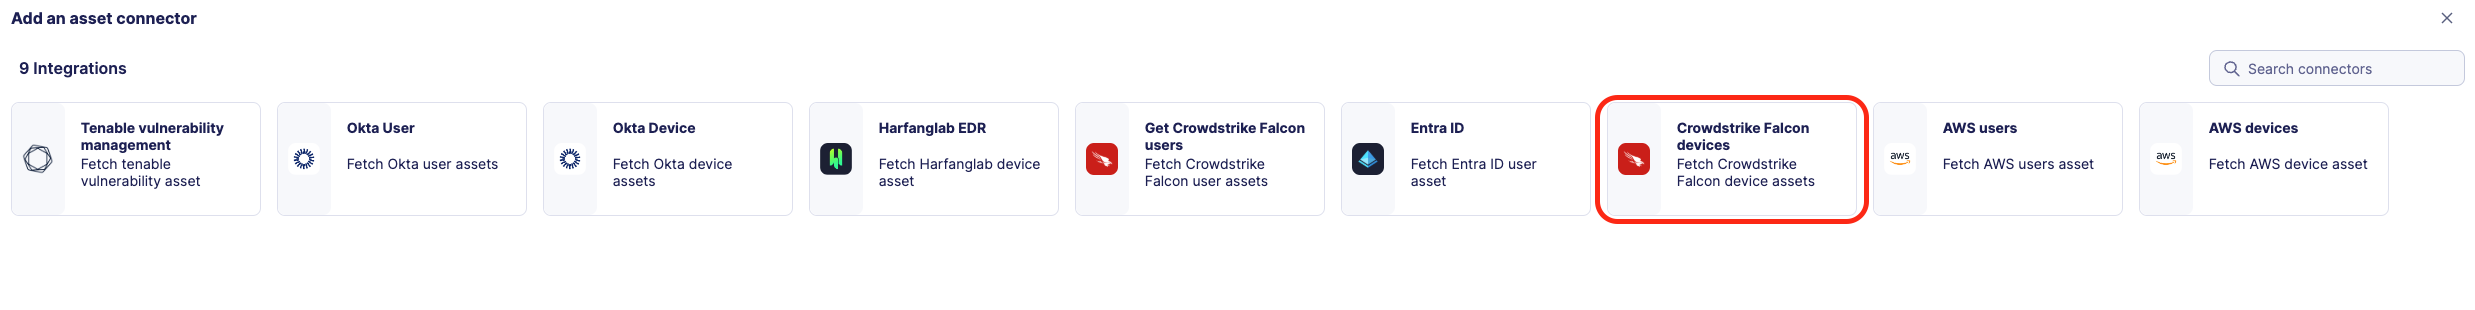 Add an asset connector
9 Integrations
Search connectors
Tenable vulnerability
management
Fetch tenable
vulnerability asset
Okta User
Fetch Okta user assets
Okta Device
Fetch Okta device
assets
Harfanglab EDR
Fetch Harfanglab device
asset
Get Crowdstrike Falcon
users
Fetch Crowdstrike
Falcon user assets
Entra ID
Fetch Entra ID user
asset
Crowdstrike Falcon
devices
Fetch Crowdstrike
Falcon device assets
aws
AWS users
Fetch AWS users asset
aws
AWS devices
Fetch AWS device asset